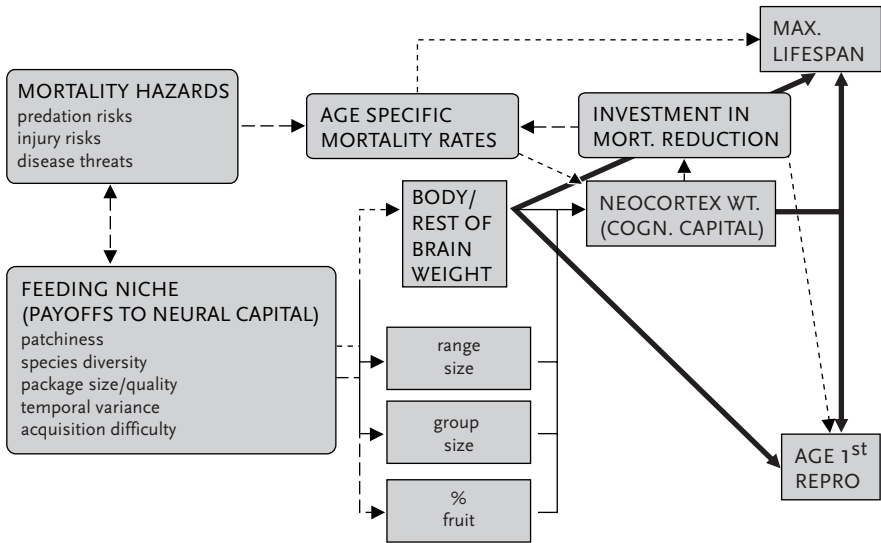 MAX.
LIFESPAN
MORTALITY HAZARDS
predation risks
injury risks
disease threats
AGE SPECIFIC
MORTALITY RATES
INVESTMENT IN
MORT. REDUCTION
BODY/
REST OF
BRAIN
WEIGHT
NEOCORTEX WT.
(COGN. CAPITAL)
FEEDING NICHE
(PAYOFFS TO NEURAL CAPITAL)
patchiness
species diversity
package size/quality
temporal variance
acquisition difficulty
range
size
group
size
%
fruit
AGE 1st
REPRO